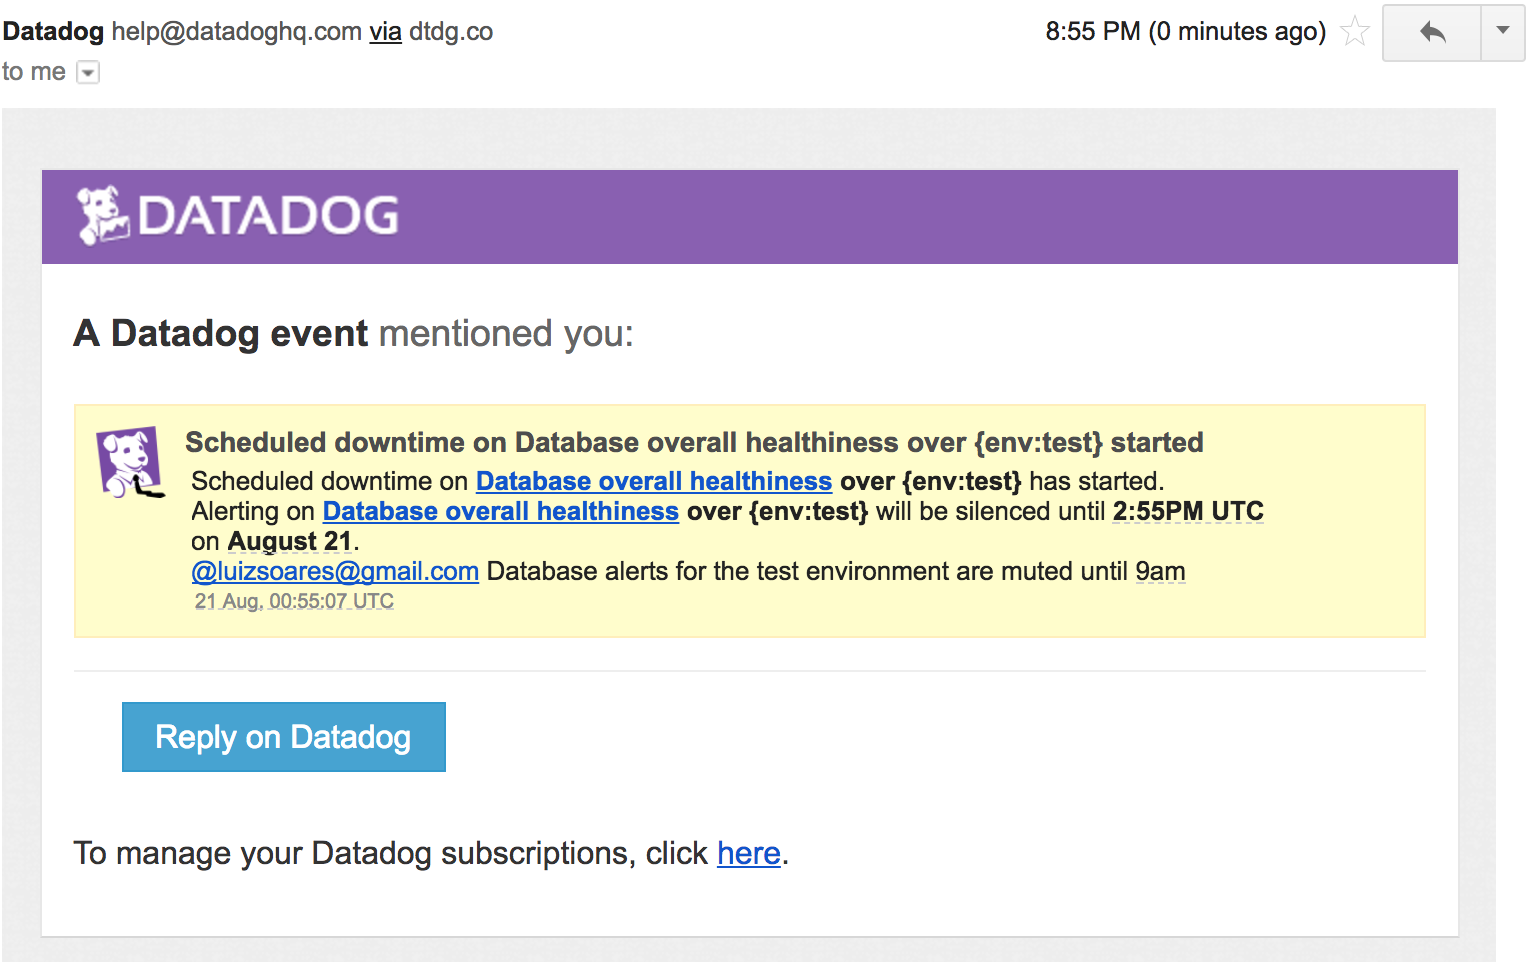 Datadog help@datadoghq.com via dtdg.co 8:55 PM (0 minutes ago)
to me
DATADOG
A Datadog event mentioned you:
Scheduled downtime on Database overall healthiness over {env:test} started
Scheduled downtime on Database overall healthiness over {env:test} has started.
Alerting on Database overall healthiness over {env:test} will be silenced until 2:55PM UTC
on August 21.
@luizsoares@gmail.com Database alerts for the test environment are muted until 9am
21 Aug, 00:55:07 UTC
Reply on Datadog
To manage your Datadog subscriptions, click here.